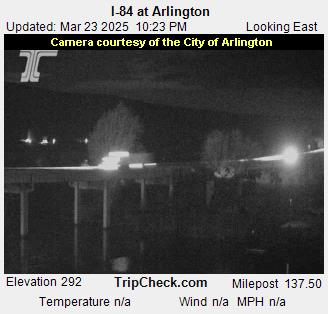 I-84 at Arlington
Updated: Mar 23 2025 10:23 PM Looking East
Camera courtesy of the City of Arlington
Elevation 292 TripCheck.com Milepost 137.50
Temperature n/a Wind n/a MPH n/a